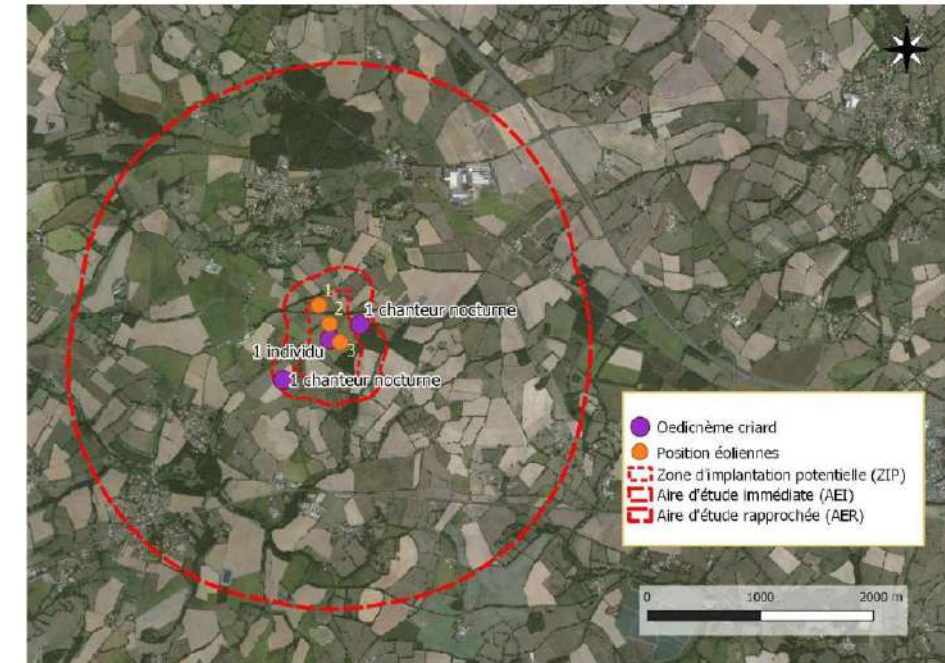 1
2
1 chanteur nocturne
1 individu
3
1 chanteur nocturne
Oedicnème criard
Position éoliennes
Zone d'implantation potentielle (ZIP)
Aire d'étude immédiate (AEI)
Aire d'étude rapprochée (AER)
0 1000 2000 m